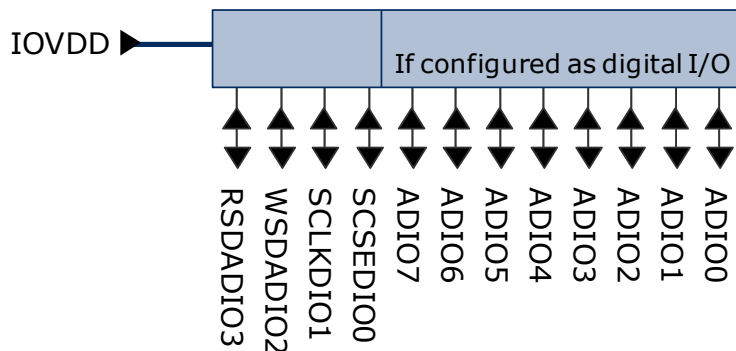 IOVDD
If configured as digital I/O
RSDADIO3
WSDADIO2
SCLKDIO1
SCSEDIO0
ADIO7
ADIO6
ADIO5
ADIO4
ADIO3
ADIO2
ADIO1
ADIO0